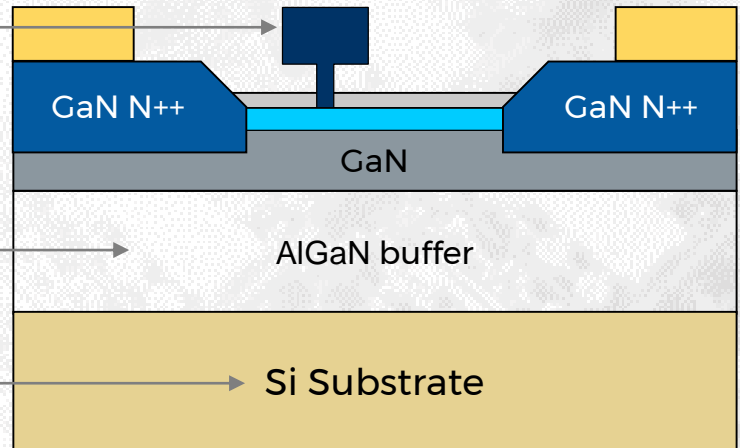 GaN N++
GaN N++
GaN
AlGaN buffer
Si Substrate